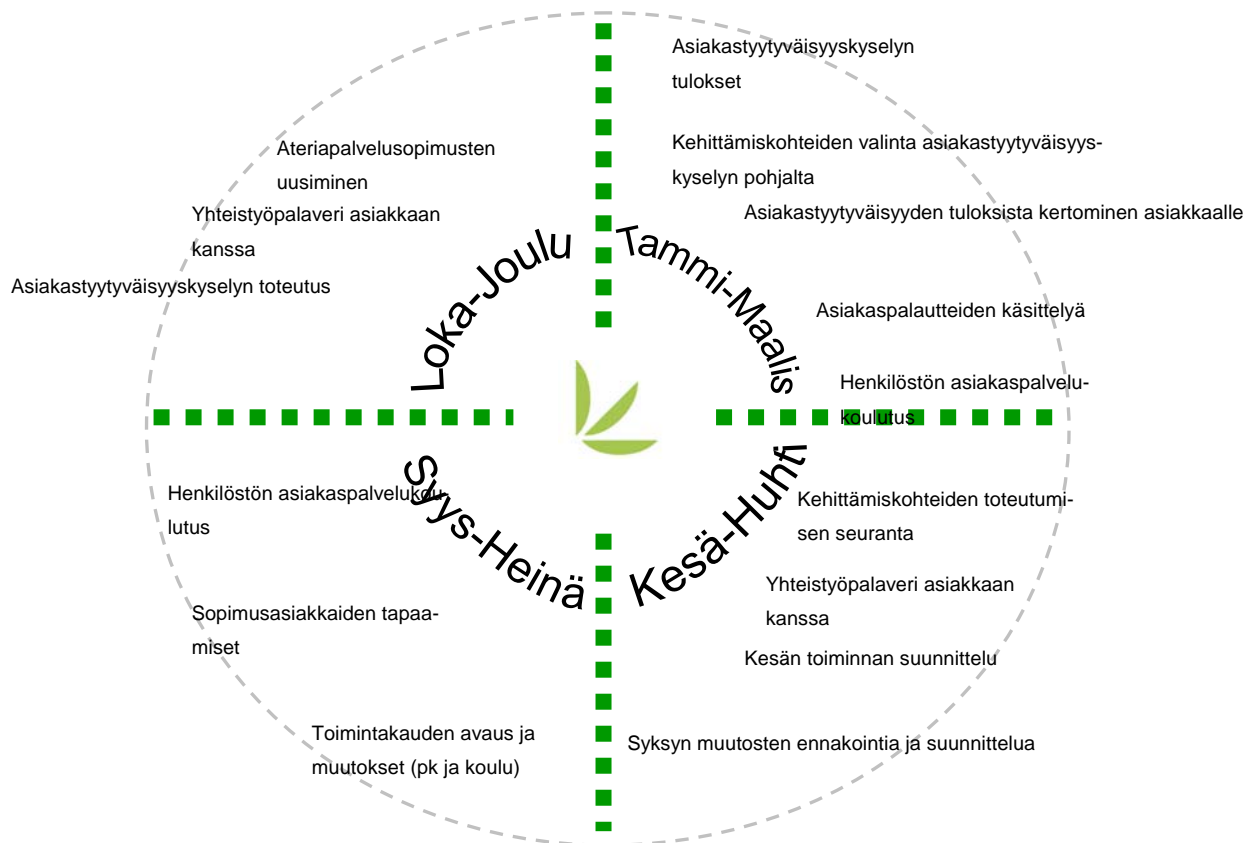 Asiakastyytyväisyyskyselyn
tulokset
Kehittämiskohteiden valinta asiakastyytyväisyys-
kyselyn pohjalta
Asiakastyytyväisyyden tuloksista kertominen asiakkaalle
Asiakaspalautteiden käsittelyä
Henkilöstön asiakaspalvelu-
koulutus
Tammi-Maalis
Kesä-Huhti
Kehittämiskohteiden toteutumi-
sen seuranta
Yhteistyöpalaveri asiakkaan
kanssa
Kesän toiminnan suunnittelu
Syksyn muutosten ennakointia ja suunnittelua
Syys-Heinä
Henkilöstön asiakaspalvelukou-
lutus
Sopimusasiakkaiden tapaa-
miset
Toimintakauden avaus ja
muutokset (pk ja koulu)
Loka-Joulu
Ateriapalvelusopimusten
uusiminen
Yhteistyöpalaveri asiakkaan
kanssa
Asiakastyytyväisyyskyselyn toteutus